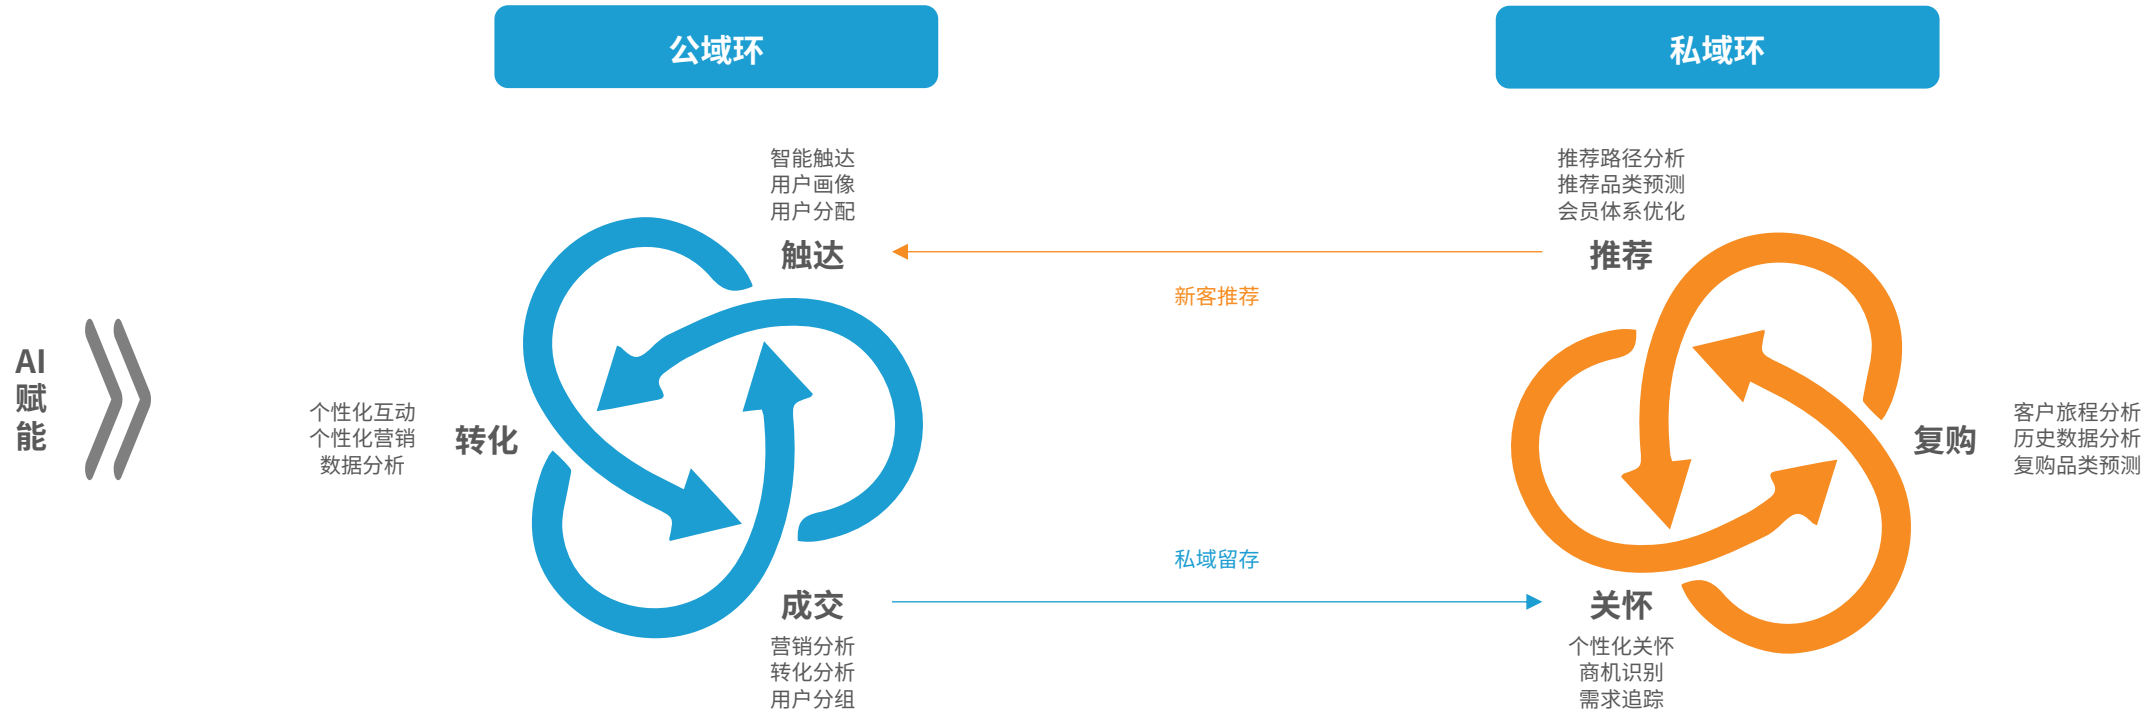 公域环
私域环
智能触达
用户画像
用户分配
触达
推荐路径分析
推荐品类预测
会员体系优化
推荐
新客推荐
AI
赋
能
个性化互动
个性化营销
数据分析
转化
复购
客户旅程分析
历史数据分析
复购品类预测
私域留存
成交
营销分析
转化分析
用户分组
关怀
个性化关怀
商机识别
需求追踪